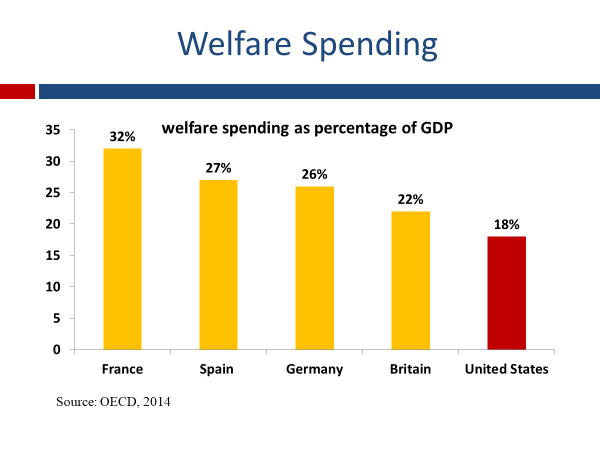 Welfare Spending
welfare spending as percentage of GDP
35
30
25
20
15
10
5
0
32%
27%
26%
22%
18%
France
Spain
Germany
Britain
United States
Source: OECD, 2014